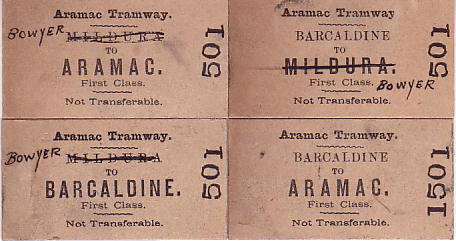 Aramac Tramway.
BOWYER MILDURA
TO
ARAMAC.
First Class.
Not Transferable.
501
Aramac Tramway.
BARCALDINE
TO
MILDURA.
First Class. BOWYER
Not Transferable.
501
Aramac Tramway.
BOWYER MILDURA
TO
BARCALDINE.
First Class.
Not Transferable.
501
Aramac Tramway.
BARCALDINE
TO
ARAMAC.
First Class.
Not Transferable.
1501